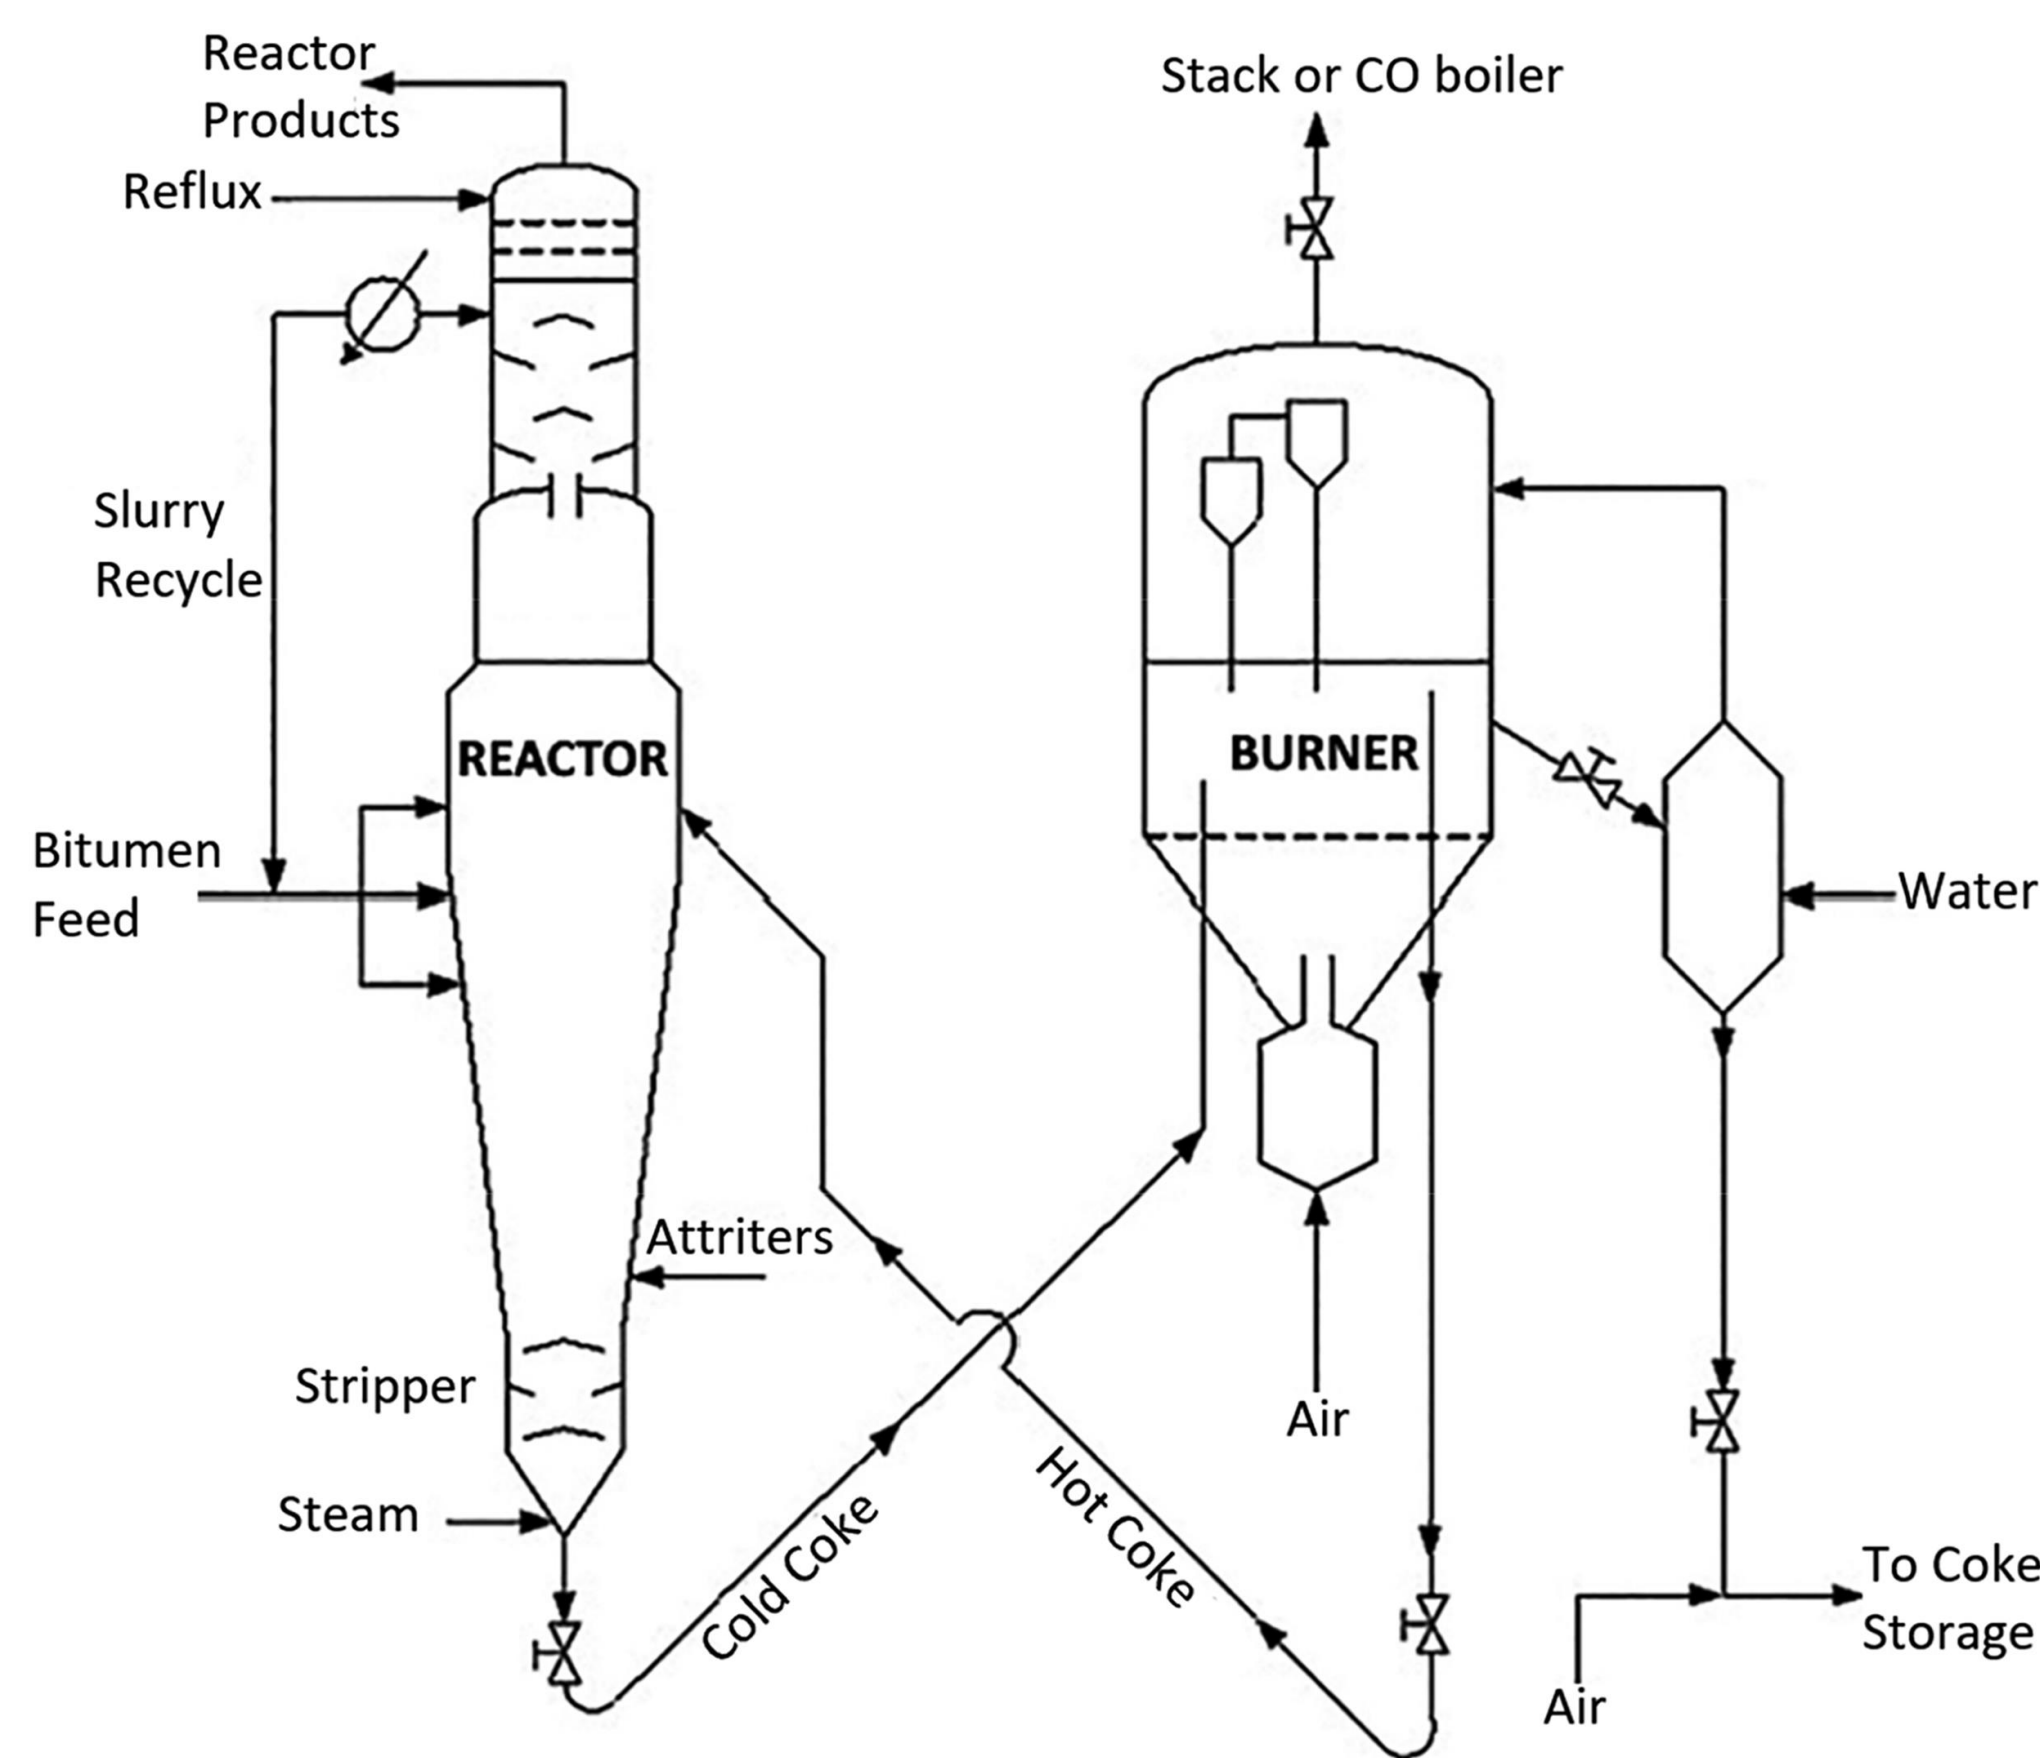 Reactor
Products
Stack or CO boiler
Reflux
Slurry
Recycle
REACTOR
BURNER
Bitumen
Feed
Water
Attriters
Stripper
Air
Steam
Cold Coke
Hot Coke
To Coke
Storage
Air